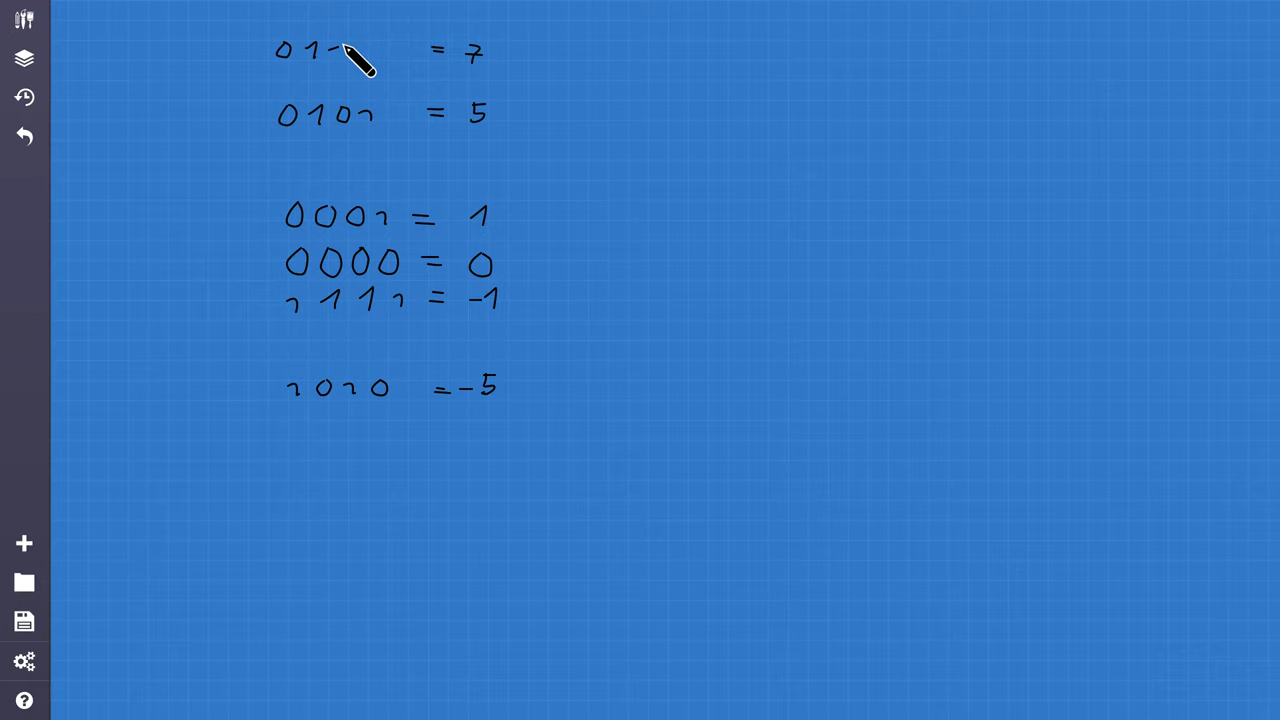 01 = 7
0101 = 5
0001 = 1
0000 = 0
1111 = -1
1010 = -5